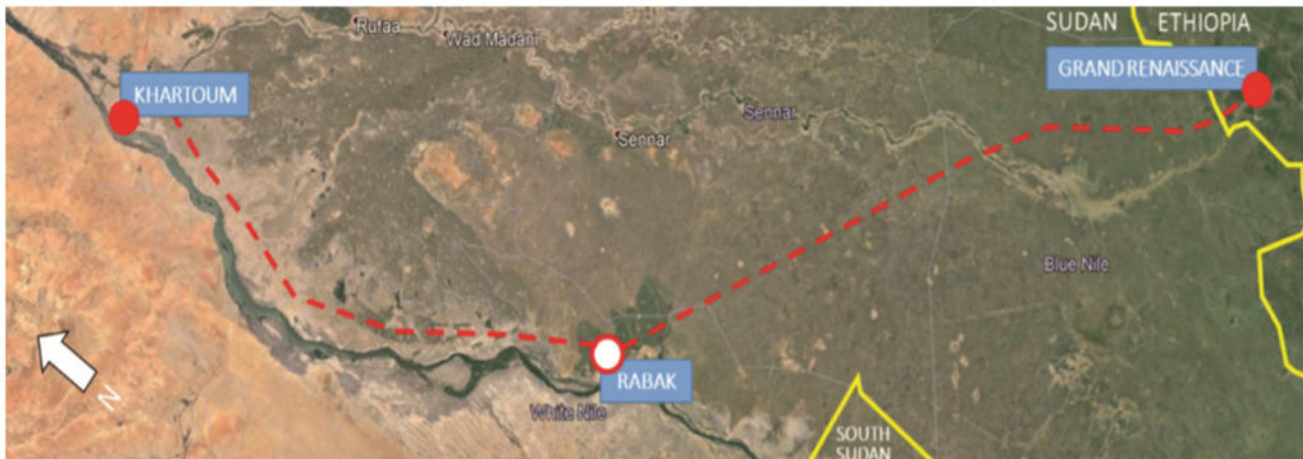 Rufaa
Wad Madani
SUDAN
ETHIOPIA
GRAND RENAISSANCE
KHARTOUM
Sennar
Sennar
Blue Nile
RABAK
White Nile
N
SOUTH
SUDAN